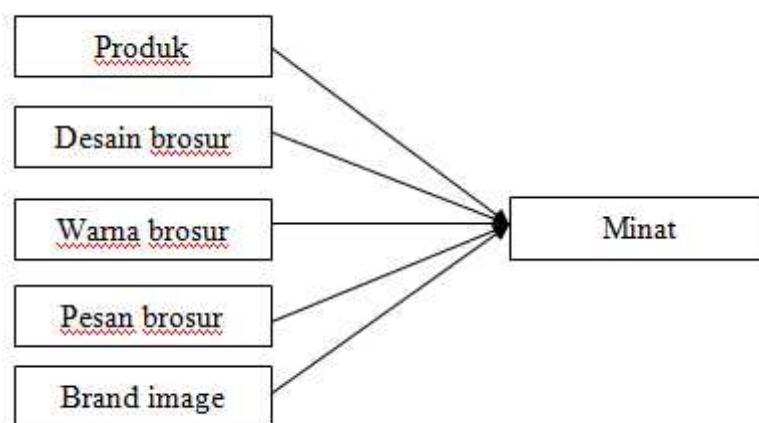 Produk
Desain brosur
Warna brosur
Minat
Pesan brosur
Brand image